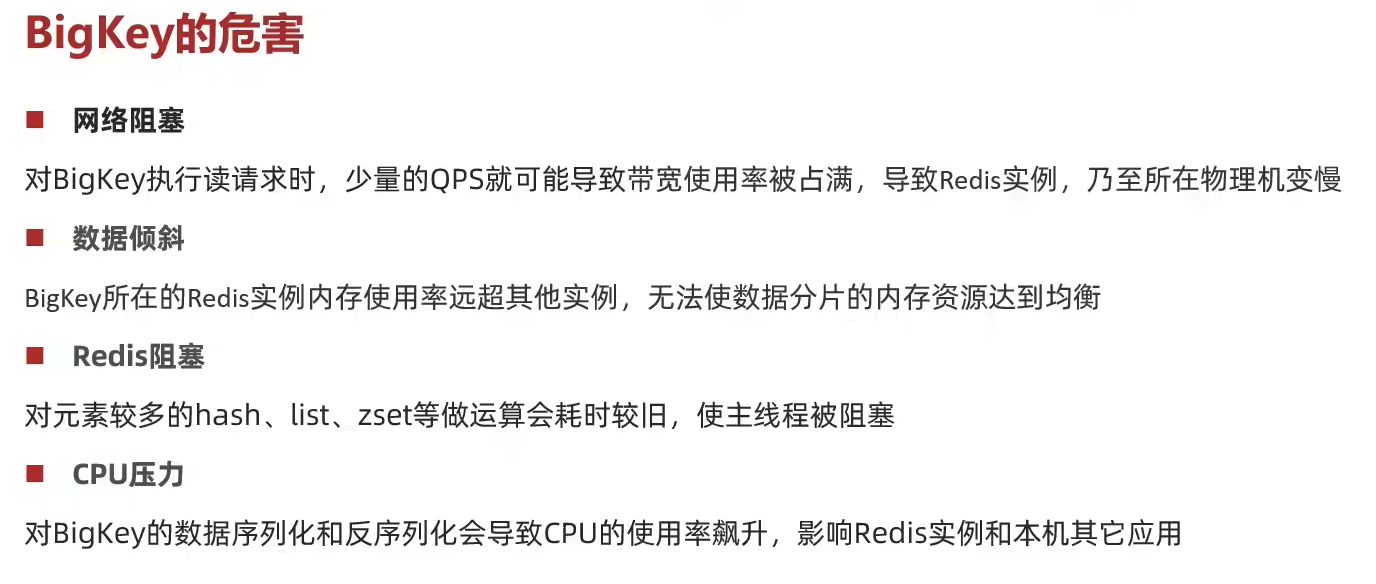 BigKey的危害
■ 网络阻塞
对BigKey执行读请求时，少量的QPS就可能导致带宽使用率被占满，导致Redis实例，乃至所在物理机变慢
■ 数据倾斜
BigKey所在的Redis实例内存使用率远超其他实例，无法使数据分片的内存资源达到均衡
■ Redis阻塞
对元素较多的hash、list、zset等做运算会耗时较旧，使主线程被阻塞
■ CPU压力
对BigKey的数据序列化和反序列化会导致CPU的使用率飙升，影响Redis实例和本机其它应用